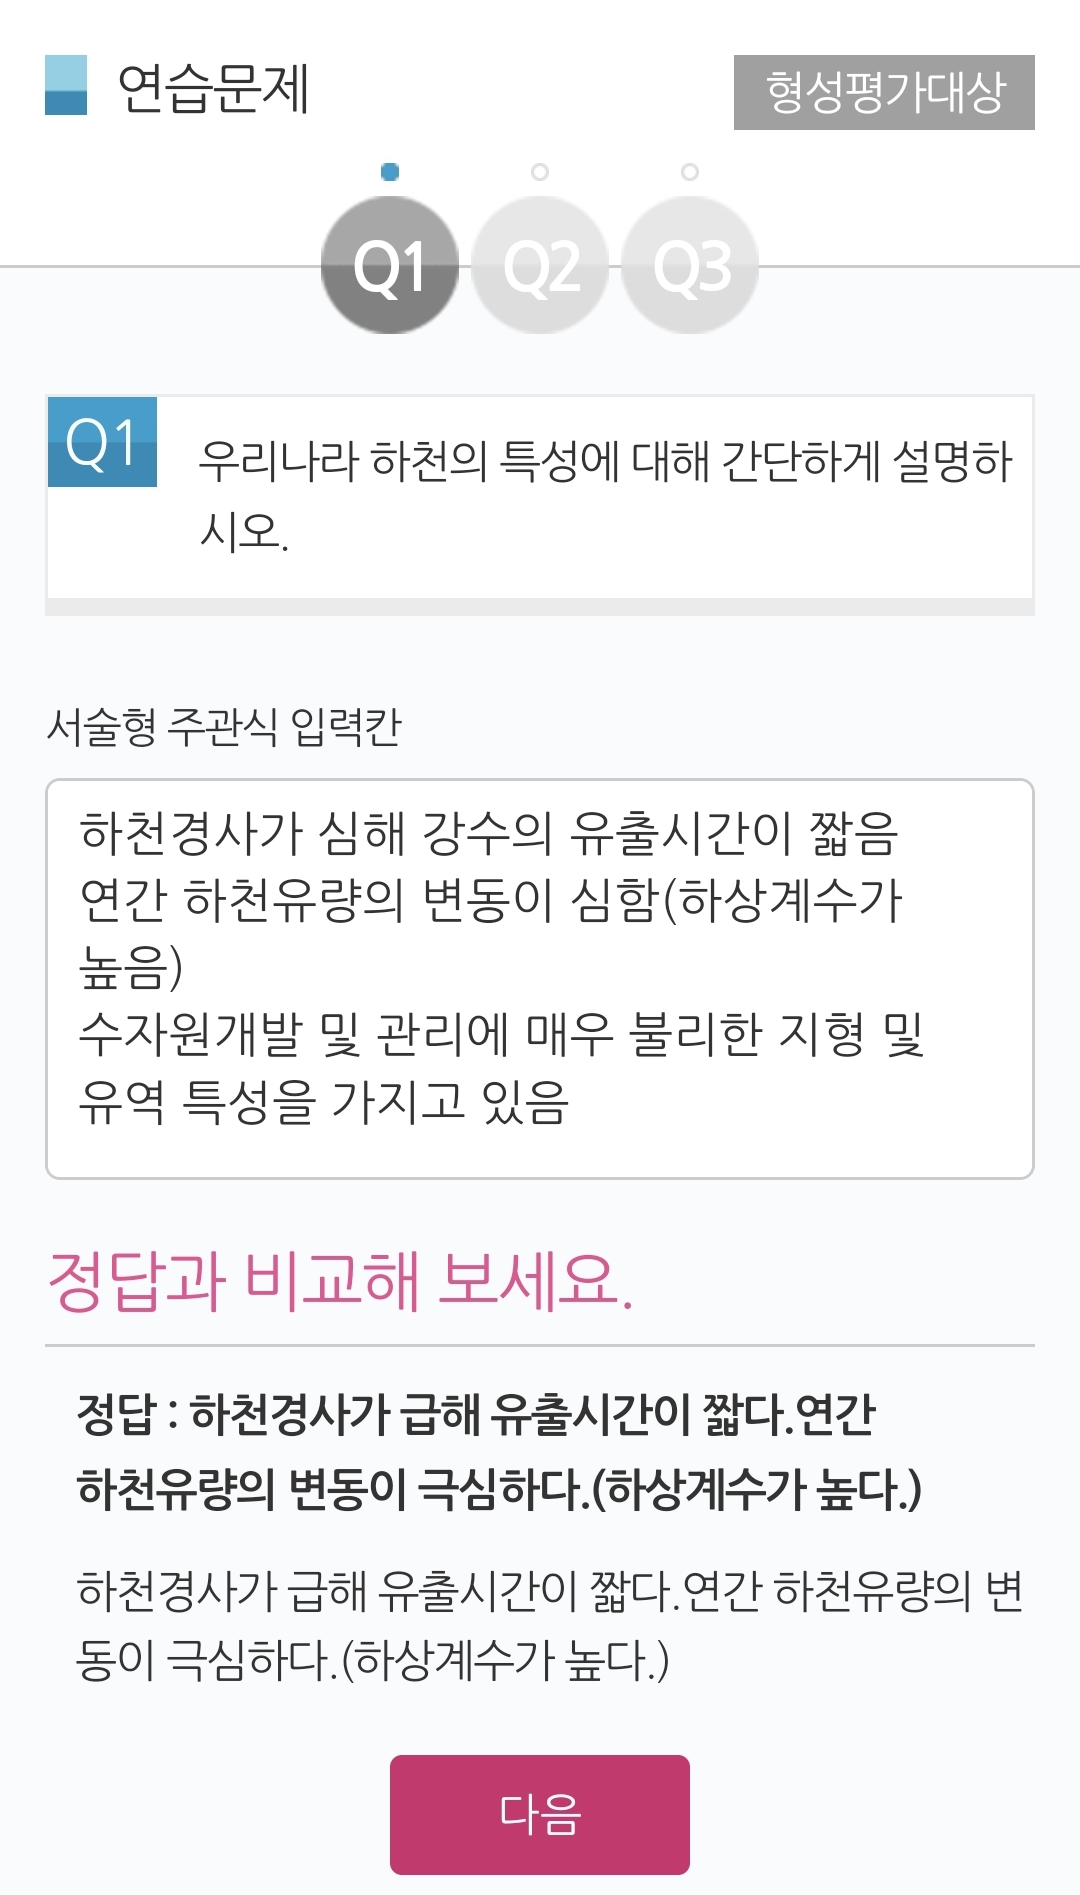 연습문제
형성평가대상
Q1 Q2 Q3
Q1
우리나라 하천의 특성에 대해 간단하게 설명하
시오.
서술형 주관식 입력칸
하천경사가 심해 강수의 유출시간이 짧음
연간 하천유량의 변동이 심함(하상계수가
높음)
수자원개발 및 관리에 매우 불리한 지형 및
유역 특성을 가지고 있음
정답과 비교해 보세요.
정답 : 하천경사가 급해 유출시간이 짧다.연간
하천유량의 변동이 극심하다.(하상계수가 높다.)
하천경사가 급해 유출시간이 짧다.연간 하천유량의 변
동이 극심하다.(하상계수가 높다.)
다음